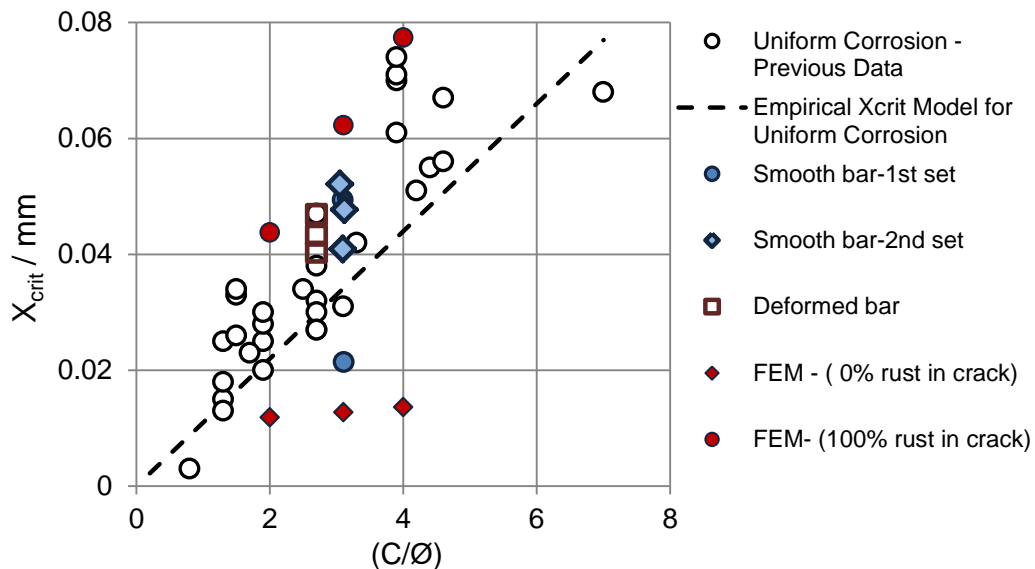 0.08
0.06
0.04
0.02
0
X_crit / mm
0
2
4
6
8
(C/Ø)
Uniform Corrosion -
Previous Data
Empirical Xcrit Model for
Uniform Corrosion
Smooth bar-1st set
Smooth bar-2nd set
Deformed bar
FEM - ( 0% rust in crack)
FEM- (100% rust in crack)